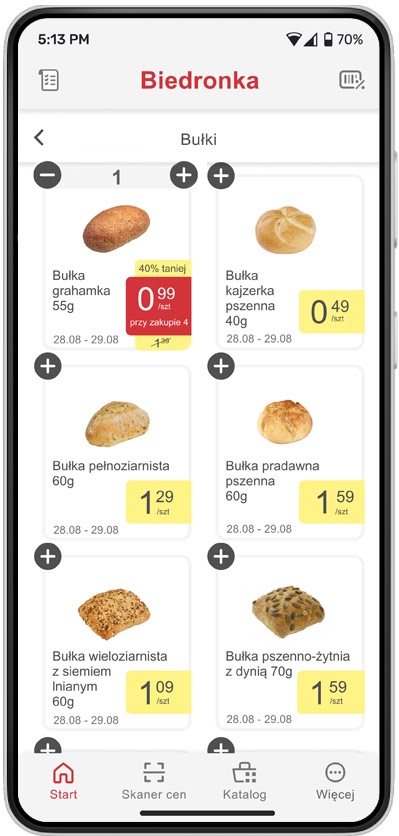 5:13 PM
70%
Biedronka
Bułki
1
Bułka
grahamka
55g
40% taniej
0 99
/szt
przy zakupie 4
28.08 - 29.08
Bułka
kajzerka
pszenna
40g
0 49
/szt
28.08 - 29.08
Bułka pełnoziarnista
60g
1 29
/szt
28.08 - 29.08
Bułka pradawna
pszenna
60g
1 59
/szt
28.08 - 29.08
Bułka wieloziarnista
z siemiem
lnianym
60g
1 09
/szt
28.08 - 29.08
Bułka pszenno-żytnia
z dynią 70g
1 59
/szt
28.08 - 29.08
Start
Skaner cen
Katalog
Więcej